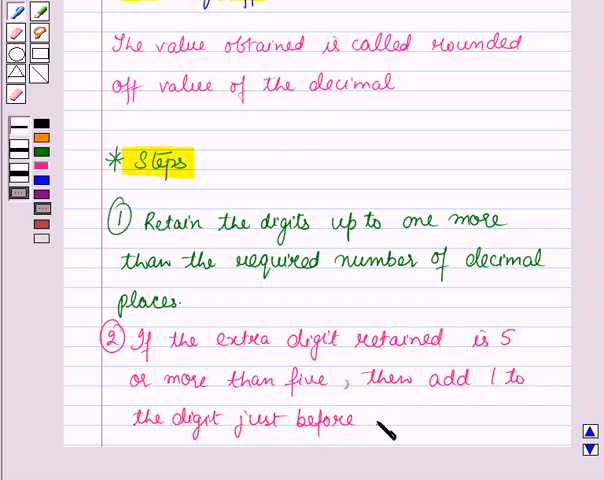 The value obtained is called rounded
off value of the decimal
* Steps
① Retain the digits up to one more
than the required number of decimal
places.
② If the extra digit retained is 5
or more than five, then add 1 to
the digit just before